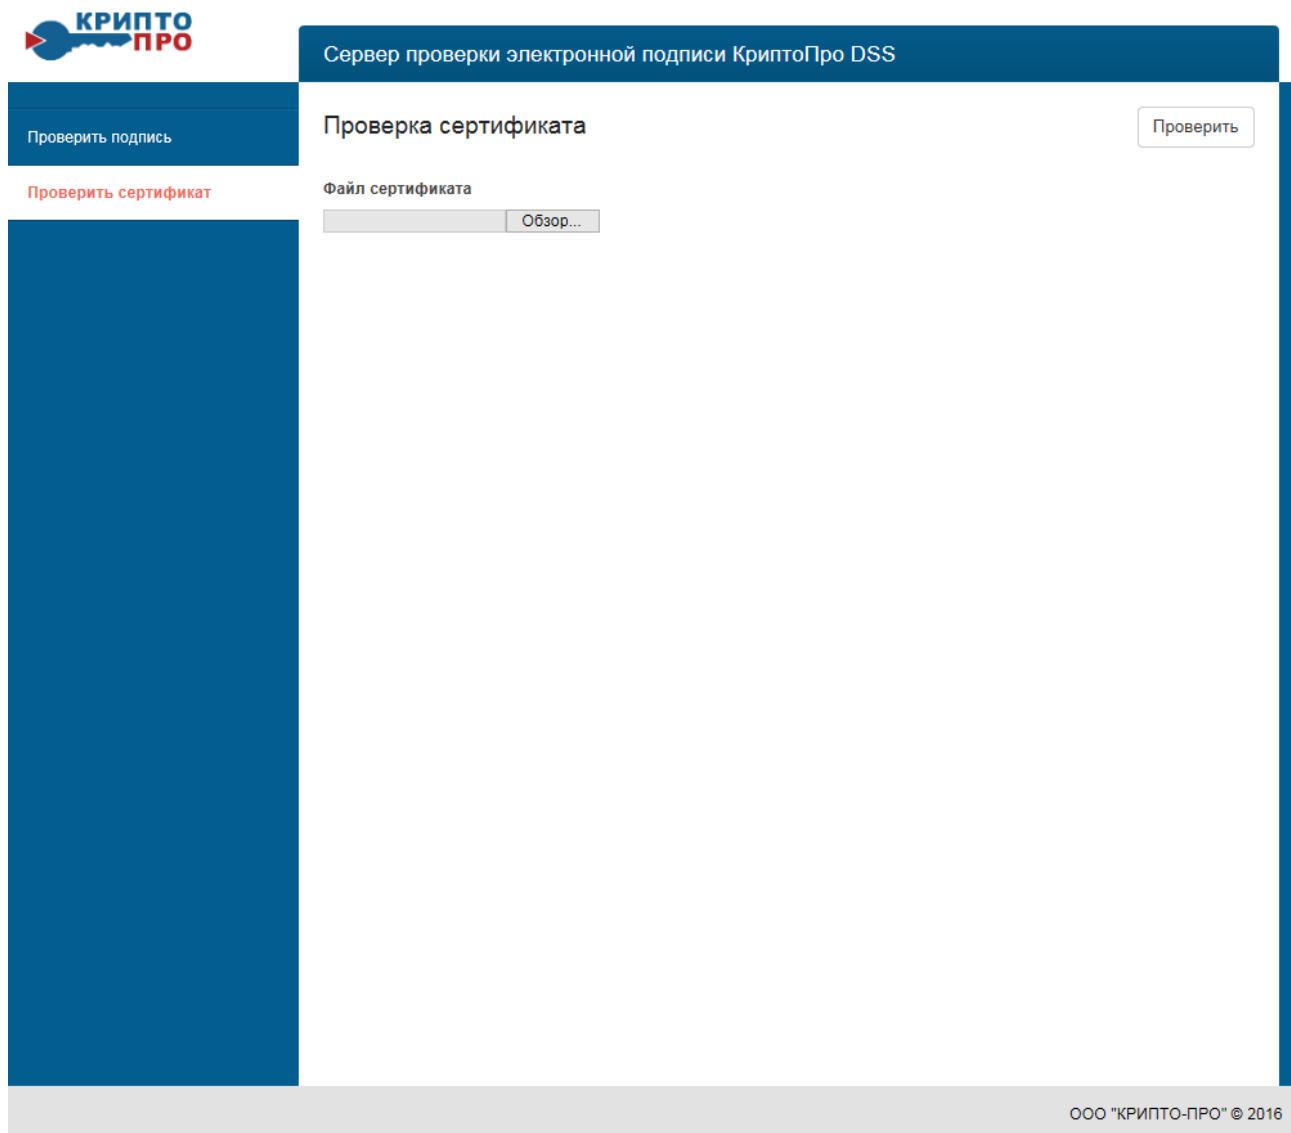 КРИПТО
ПРО
Сервер проверки электронной подписи КриптоПро DSS
Проверить подпись
Проверить сертификат
Проверка сертификата
Проверить
Файл сертификата
Обзор...
ООО "КРИПТО-ПРО" © 2016